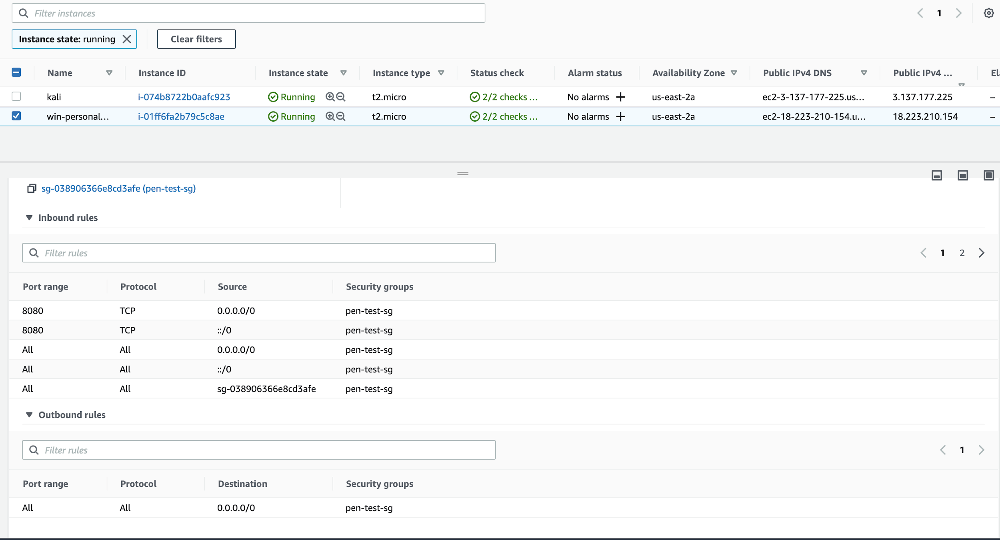 Filter instances
1
Instance state: running
Clear filters
Name Instance ID Instance state Instance type Status check Alarm status Availability Zone Public IPv4 DNS Public IPv4 ... El
kali i-074b8722b0aafc923 Running t2.micro 2/2 checks ... No alarms us-east-2a ec2-3-137-177-225.us... 3.137.177.225 –
win-personal... i-01ff6fa2b79c5c8ae Running t2.micro 2/2 checks ... No alarms us-east-2a ec2-18-223-210-154.u... 18.223.210.154 –
sg-038906366e8cd3afe (pen-test-sg)
Inbound rules
Filter rules
1 2
Port range Protocol Source Security groups
8080 TCP 0.0.0.0/0 pen-test-sg
8080 TCP ::/0 pen-test-sg
All All 0.0.0.0/0 pen-test-sg
All All ::/0 pen-test-sg
All All sg-038906366e8cd3afe pen-test-sg
Outbound rules
Filter rules
1
Port range Protocol Destination Security groups
All All 0.0.0.0/0 pen-test-sg